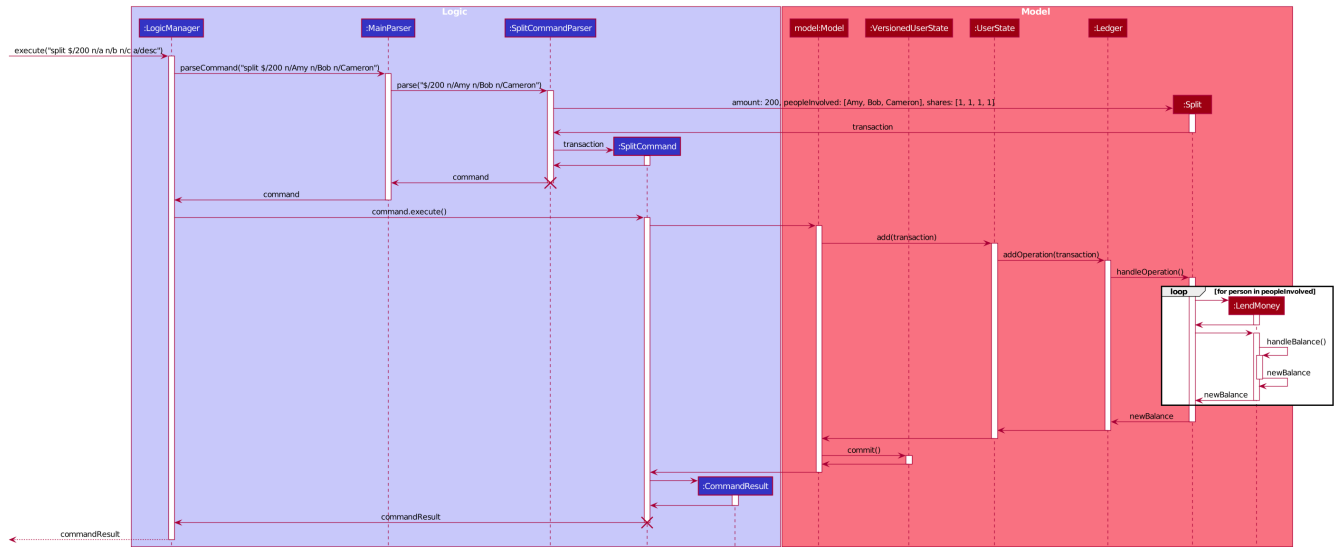 Logic
Model
:LogicManager
:MainParser
:SplitCommandParser
model:Model
:VersionedUserState
:UserState
:Ledger
execute("split $/200 n/a n/b n/c a/desc")
parseCommand("split $/200 n/Amy n/Bob n/Cameron")
parse("$/200 n/Amy n/Bob n/Cameron")
amount: 200, peopleInvolved: [Amy, Bob, Cameron], shares: [1, 1, 1, 1]
:Split
transaction
transaction
:SplitCommand
command
command
command.execute()
add(transaction)
addOperation(transaction)
handleOperation()
loop
[for person in peopleInvolved]
:LendMoney
handleBalance()
newBalance
newBalance
newBalance
commit()
:CommandResult
commandResult
commandResult